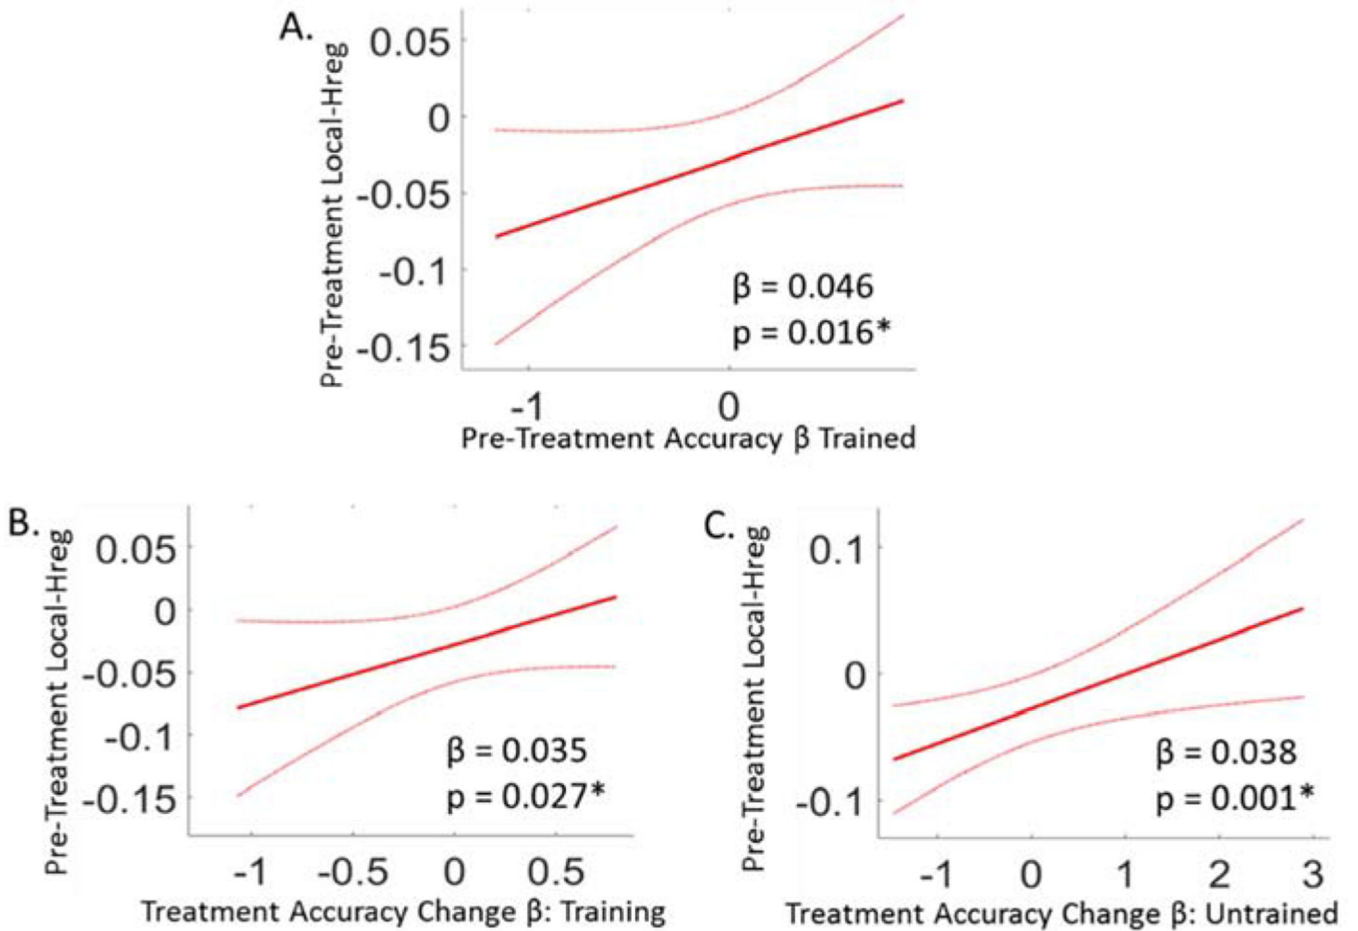 A.
Pre-Treatment Local-Hreg
0.05
0
-0.05
-0.1
-0.15
β = 0.046
p = 0.016*
-1 0
Pre-Treatment Accuracy β Trained
B.
Pre-Treatment Local-Hreg
0.05
0
-0.05
-0.1
-0.15
β = 0.035
p = 0.027*
-1 -0.5 0 0.5
Treatment Accuracy Change β: Training
C.
Pre-Treatment Local-Hreg
0.1
0
-0.1
β = 0.038
p = 0.001*
-1 0 1 2 3
Treatment Accuracy Change β: Untrained